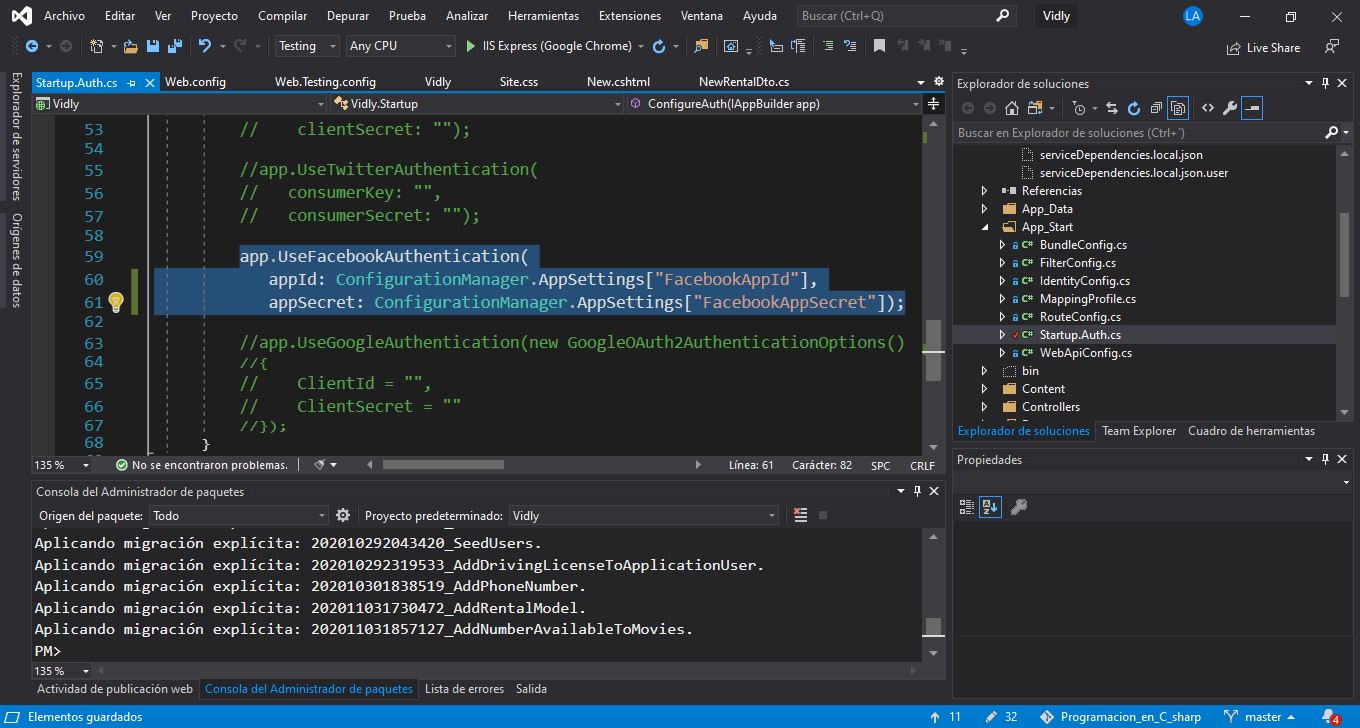 Archivo Editar Ver Proyecto Compilar Depurar Prueba Analizar Herramientas Extensiones Ventana Ayuda Buscar (Ctrl+Q) Vidly LA
Testing Any CPU IIS Express (Google Chrome) Live Share
Explorador de servidores
Orígenes de datos
Startup.Auth.cs Web.config Web.Testing.config Vidly Site.css New.cshtml NewRentalDto.cs
Vidly Vidly.Startup ConfigureAuth(IAppBuilder app)
53 // clientSecret: "");
54
55 //app.UseTwitterAuthentication(
56 // consumerKey: "",
57 // consumerSecret: "");
58
59 app.UseFacebookAuthentication(
60 appId: ConfigurationManager.AppSettings["FacebookAppId"],
61 appSecret: ConfigurationManager.AppSettings["FacebookAppSecret"]);
62
63 //app.UseGoogleAuthentication(new GoogleOAuth2AuthenticationOptions()
64 //{
65 // ClientId = "",
66 // ClientSecret = ""
67 //});
68 }
135 % No se encontraron problemas. Línea: 61 Carácter: 82 SPC CRLF
Consola del Administrador de paquetes
Origen del paquete: Todo Proyecto predeterminado: Vidly
Aplicando migración explícita: 202010292043420_SeedUsers.
Aplicando migración explícita: 202010292319533_AddDrivingLicenseToApplicationUser.
Aplicando migración explícita: 202010301838519_AddPhoneNumber.
Aplicando migración explícita: 202011031730472_AddRentalModel.
Aplicando migración explícita: 202011031857127_AddNumberAvailableToMovies.
PM>
135 %
Actividad de publicación web Consola del Administrador de paquetes Lista de errores Salida
Explorador de soluciones
Buscar en Explorador de soluciones (Ctrl+`)
serviceDependencies.local.json
serviceDependencies.local.json.user
Referencias
App_Data
App_Start
C# BundleConfig.cs
C# FilterConfig.cs
C# IdentityConfig.cs
C# MappingProfile.cs
C# RouteConfig.cs
C# Startup.Auth.cs
C# WebApiConfig.cs
bin
Content
Controllers
Explorador de soluciones Team Explorer Cuadro de herramientas
Propiedades
Elementos guardados 11 32 Programacion_en_C_sharp master 4